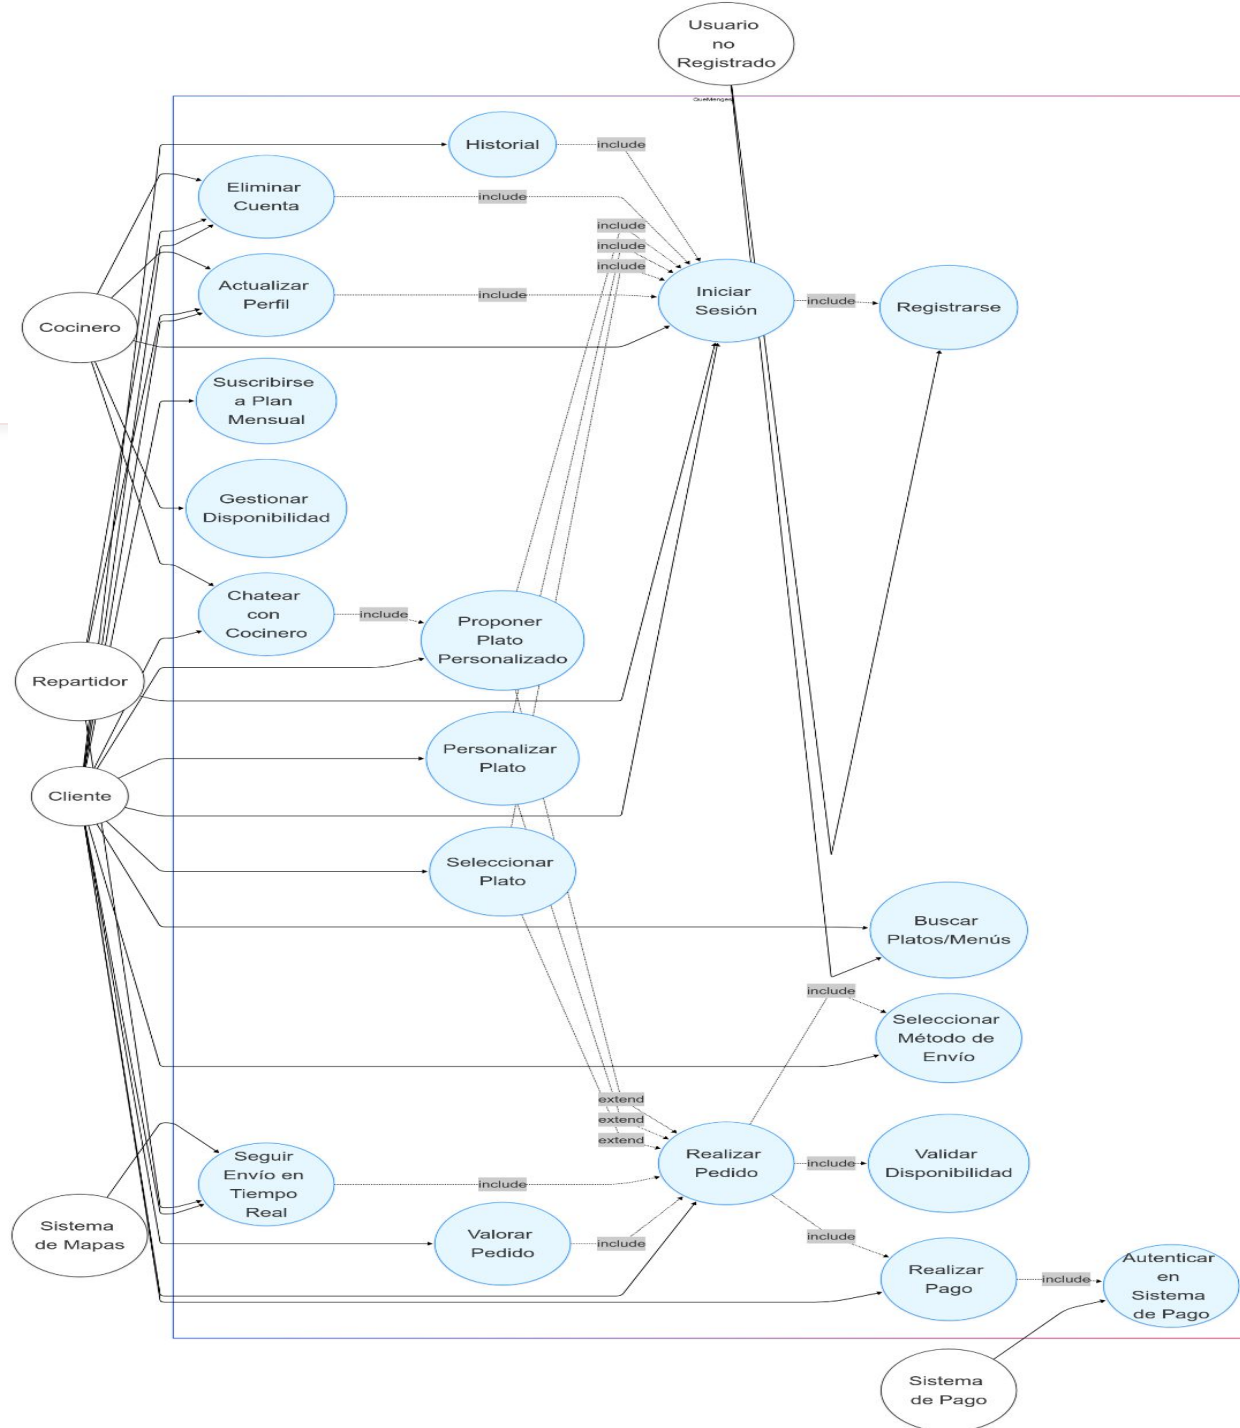 Usuario
no
Registrado
QueMenges
Historial
include
Eliminar
Cuenta
include
include
include
include
Actualizar
Perfil
include
Iniciar
Sesión
include
Registrarse
Cocinero
Suscribirse
a Plan
Mensual
Gestionar
Disponibilidad
Chatear
con
Cocinero
include
Proponer
Plato
Personalizado
Repartidor
Personalizar
Plato
Cliente
Seleccionar
Plato
Buscar
Platos/Menús
include
Seleccionar
Método de
Envío
extend
extend
extend
Realizar
Pedido
include
Validar
Disponibilidad
Seguir
Envío en
Tiempo
Real
include
Sistema
de Mapas
Valorar
Pedido
include
include
Realizar
Pago
include
Autenticar
en
Sistema
de Pago
Sistema
de Pago